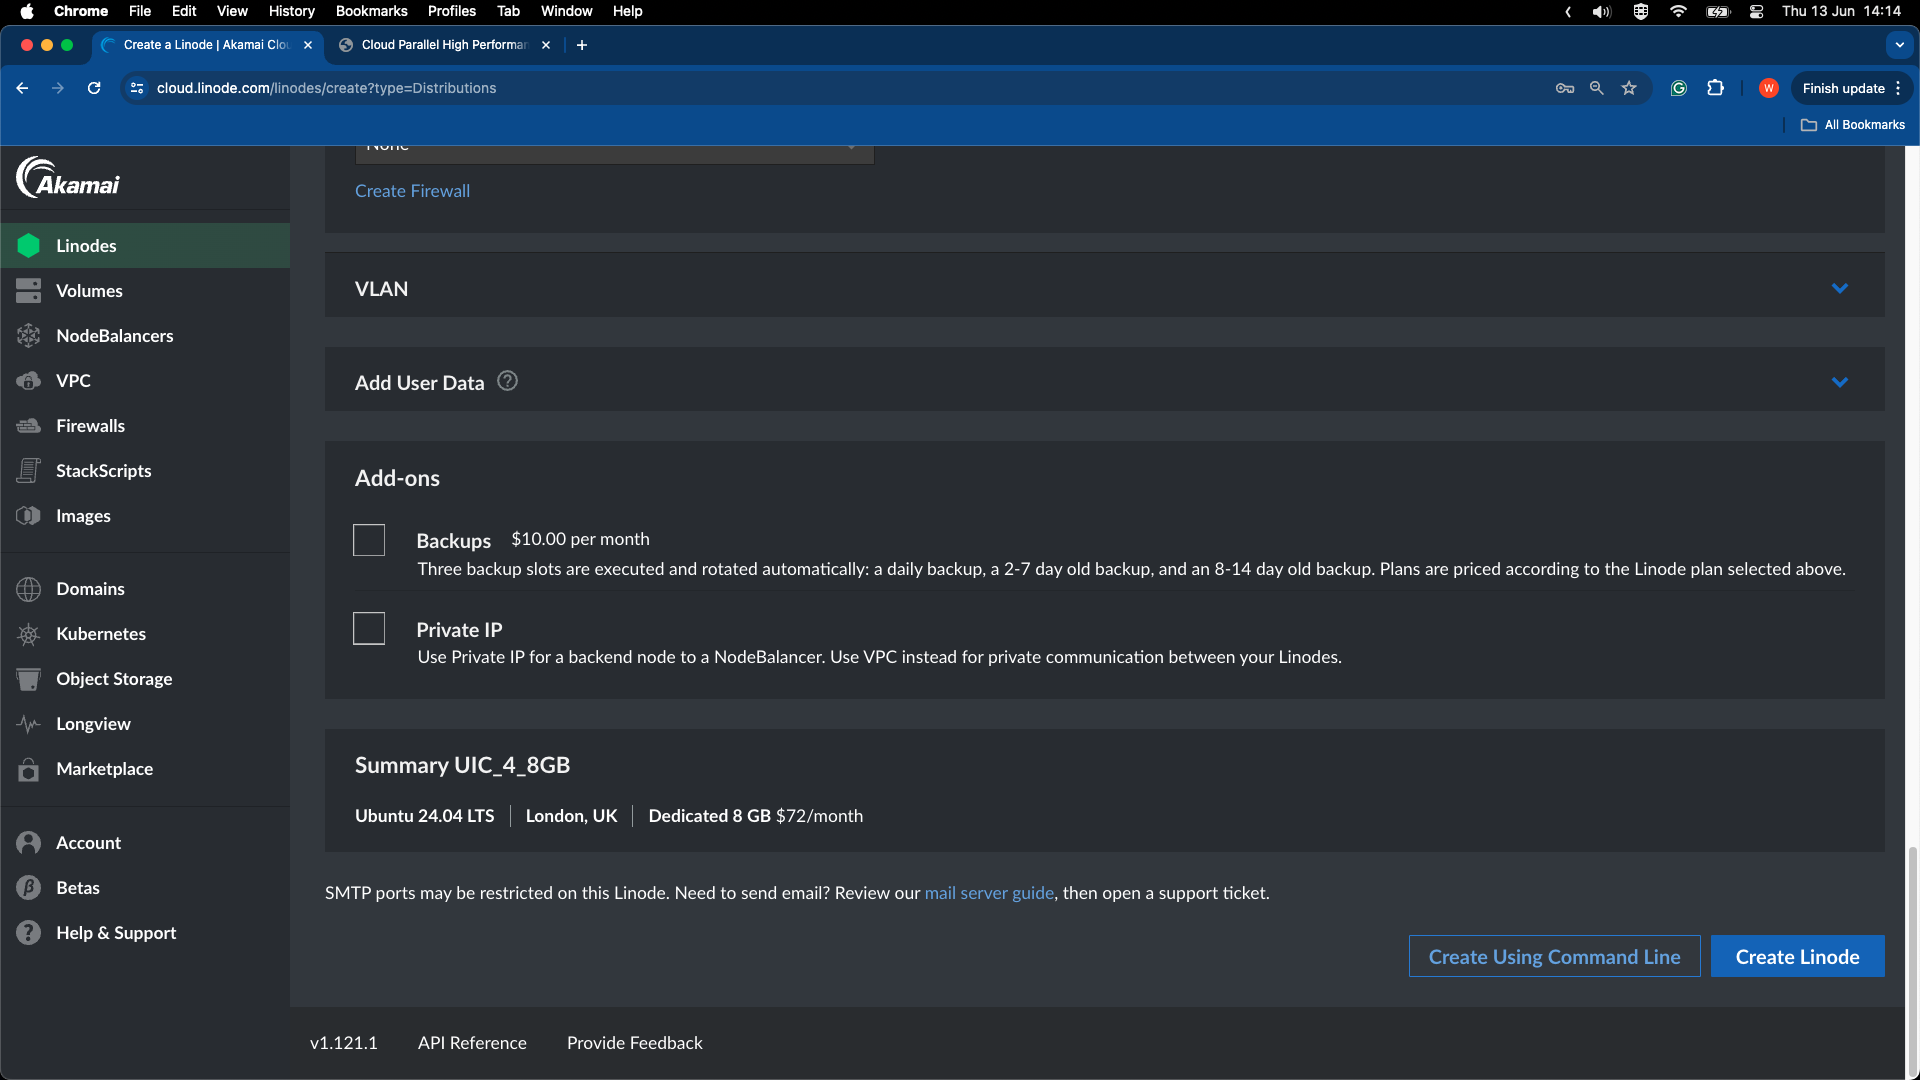 Chrome File Edit View History Bookmarks Profiles Tab Window Help Thu 13 Jun 14:14
Create a Linode | Akamai Clou Cloud Parallel High Performan
cloud.linode.com/linodes/create?type=Distributions W Finish update
All Bookmarks
Akamai
Linodes
Volumes
NodeBalancers
VPC
Firewalls
StackScripts
Images
Domains
Kubernetes
Object Storage
Longview
Marketplace
Account
Betas
Help & Support
None
Create Firewall
VLAN
Add User Data
Add-ons
Backups $10.00 per month
Three backup slots are executed and rotated automatically: a daily backup, a 2-7 day old backup, and an 8-14 day old backup. Plans are priced according to the Linode plan selected above.
Private IP
Use Private IP for a backend node to a NodeBalancer. Use VPC instead for private communication between your Linodes.
Summary UIC_4_8GB
Ubuntu 24.04 LTS London, UK Dedicated 8 GB $72/month
SMTP ports may be restricted on this Linode. Need to send email? Review our mail server guide, then open a support ticket.
Create Using Command Line Create Linode
v1.121.1 API Reference Provide Feedback